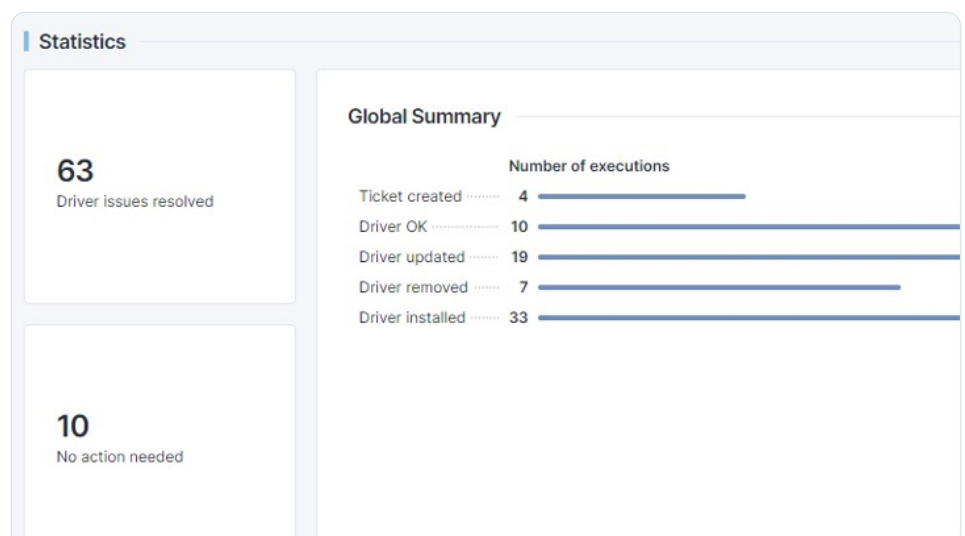 Statistics
63
Driver issues resolved
10
No action needed
Global Summary
Number of executions
Ticket created 4
Driver OK 10
Driver updated 19
Driver removed 7
Driver installed 33